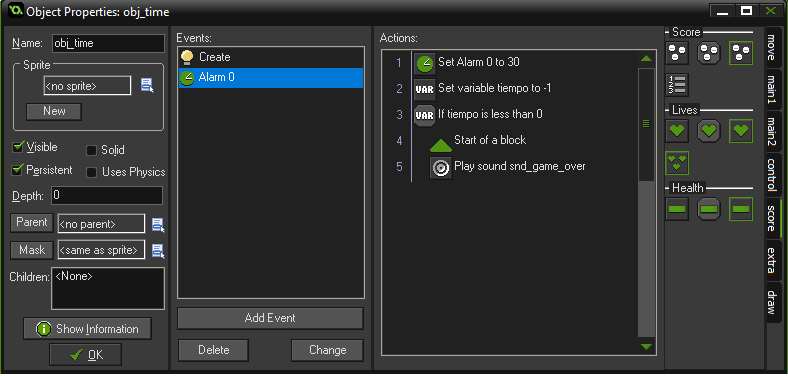 Object Properties: obj_time
Name: obj_time
Sprite
<no sprite>
New
Visible
Solid
Persistent
Uses Physics
Depth: 0
Parent <no parent>
Mask <same as sprite>
Children: <None>
Show Information
OK
Events:
Create
Alarm 0
Add Event
Delete
Change
Actions:
1 Set Alarm 0 to 30
2 VAR Set variable tiempo to -1
3 VAR If tiempo is less than 0
4 Start of a block
5 Play sound snd_game_over
Score
1
2
3
Lives
Health
move
main1
main2
control
score
extra
draw